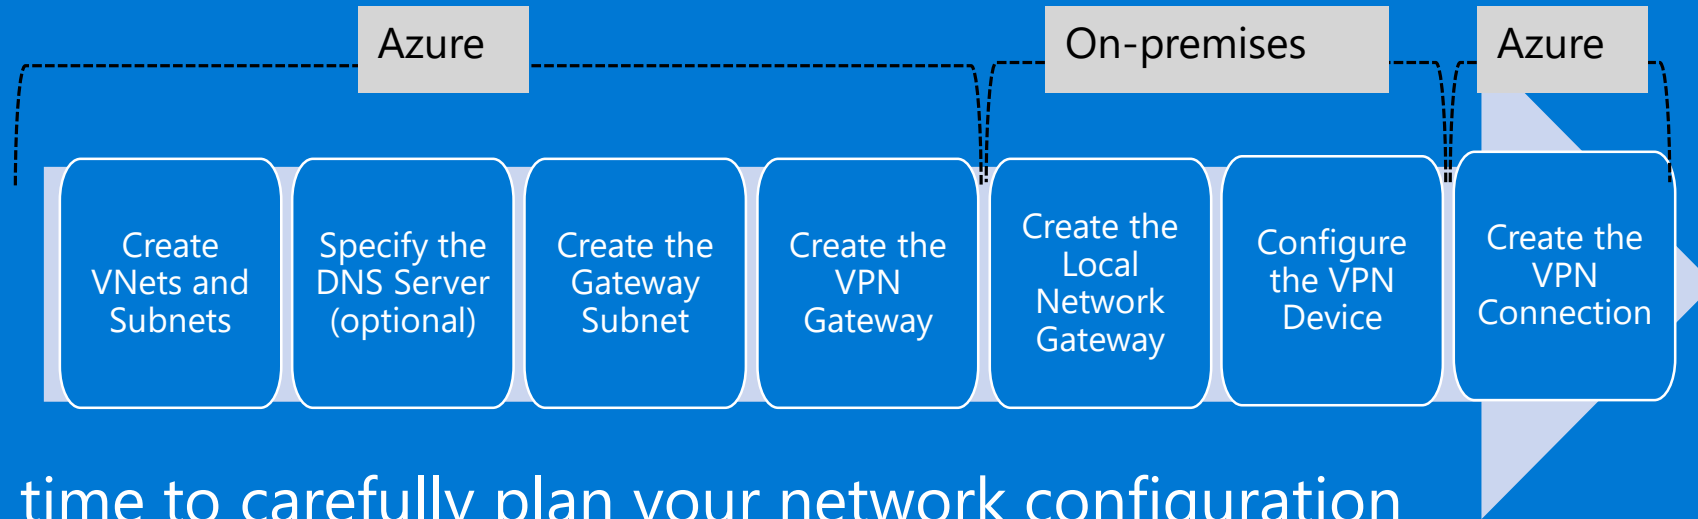 Azure
On-premises
Azure
Create
VNets and
Subnets
Specify the
DNS Server
(optional)
Create the
Gateway
Subnet
Create the
VPN
Gateway
Create the
Local
Network
Gateway
Configure
the VPN
Device
Create the
VPN
Connection
time to carefully plan your network configuration